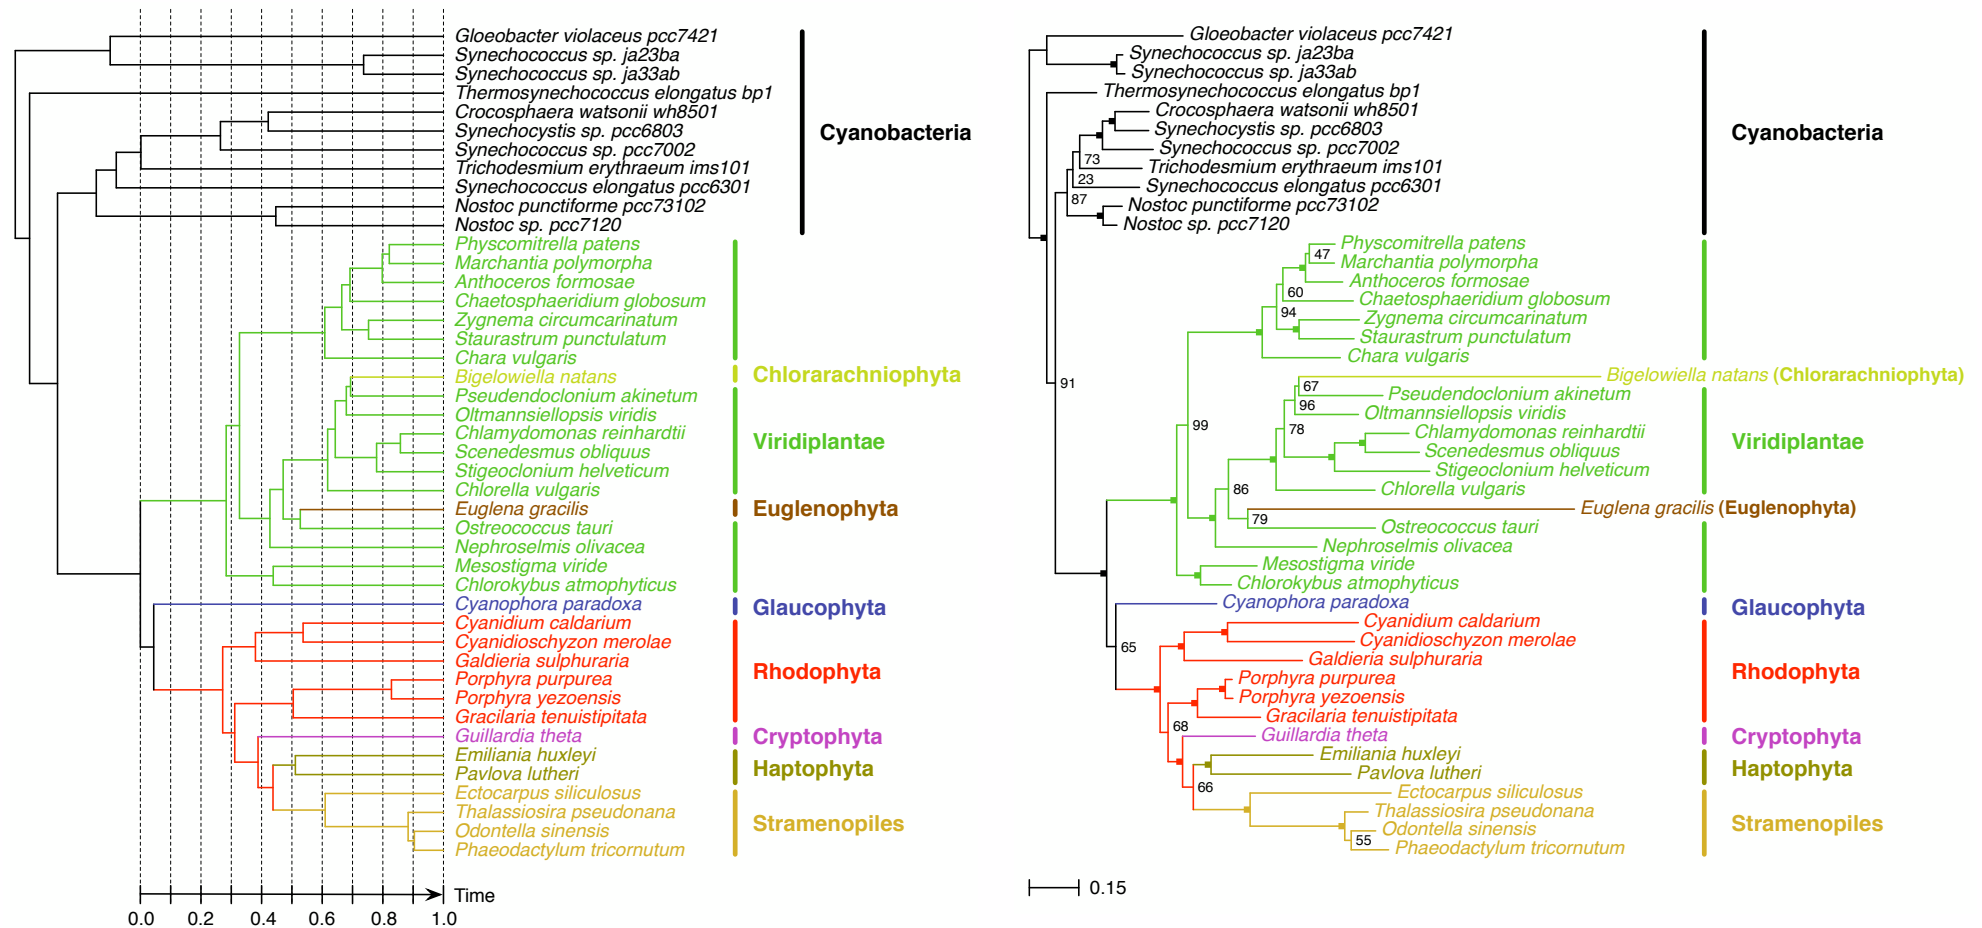 Gloeobacter violaceus pcc7421
Synechococcus sp. ja23ba
Synechococcus sp. ja33ab
Thermosynechococcus elongatus bp1
Crocosphaera watsonii wh8501
Synechocystis sp. pcc6803
Synechococcus sp. pcc7002
Trichodesmium erythraeum ims101
Synechococcus elongatus pcc6301
Nostoc punctiforme pcc73102
Nostoc sp. pcc7120
Physcomitrella patens
Marchantia polymorpha
Anthoceros formosae
Chaetosphaeridium globosum
Zygnema circumcarinatum
Staurastrum punctulatum
Chara vulgaris
Bigelowiella natans
Pseudendoclonium akinetum
Oltmannsiellopsis viridis
Chlamydomonas reinhardtii
Scenedesmus obliquus
Stigeoclonium helveticum
Chlorella vulgaris
Euglena gracilis
Ostreococcus tauri
Nephroselmis olivacea
Mesostigma viride
Chlorokybus atmophyticus
Cyanophora paradoxa
Cyanidium caldarium
Cyanidioschyzon merolae
Galdieria sulphuraria
Porphyra purpurea
Porphyra yezoensis
Gracilaria tenuistipitata
Guillardia theta
Emiliania huxleyi
Pavlova lutheri
Ectocarpus siliculosus
Thalassiosira pseudonana
Odontella sinensis
Phaeodactylum tricornutum
Cyanobacteria
Chlorarachniophyta
Viridiplantae
Euglenophyta
Glaucophyta
Rhodophyta
Cryptophyta
Haptophyta
Stramenopiles
Time
0.0 0.2 0.4 0.6 0.8 1.0
Gloeobacter violaceus pcc7421
Synechococcus sp. ja23ba
Synechococcus sp. ja33ab
Thermosynechococcus elongatus bp1
Crocosphaera watsonii wh8501
Synechocystis sp. pcc6803
Synechococcus sp. pcc7002
73
Trichodesmium erythraeum ims101
23
Synechococcus elongatus pcc6301
87
Nostoc punctiforme pcc73102
Nostoc sp. pcc7120
Physcomitrella patens
47
Marchantia polymorpha
Anthoceros formosae
60
Chaetosphaeridium globosum
94
Zygnema circumcarinatum
Staurastrum punctulatum
Chara vulgaris
Bigelowiella natans (Chlorarachniophyta)
91
67
Pseudendoclonium akinetum
96
Oltmannsiellopsis viridis
99
78
Chlamydomonas reinhardtii
Scenedesmus obliquus
Stigeoclonium helveticum
86
Chlorella vulgaris
Euglena gracilis (Euglenophyta)
79
Ostreococcus tauri
Nephroselmis olivacea
Mesostigma viride
Chlorokybus atmophyticus
Cyanophora paradoxa
Cyanidium caldarium
Cyanidioschyzon merolae
65
Galdieria sulphuraria
Porphyra purpurea
Porphyra yezoensis
Gracilaria tenuistipitata
68
Guillardia theta
Emiliania huxleyi
Pavlova lutheri
66
Ectocarpus siliculosus
Thalassiosira pseudonana
Odontella sinensis
55
Phaeodactylum tricornutum
Cyanobacteria
Viridiplantae
Glaucophyta
Rhodophyta
Cryptophyta
Haptophyta
Stramenopiles
0.15